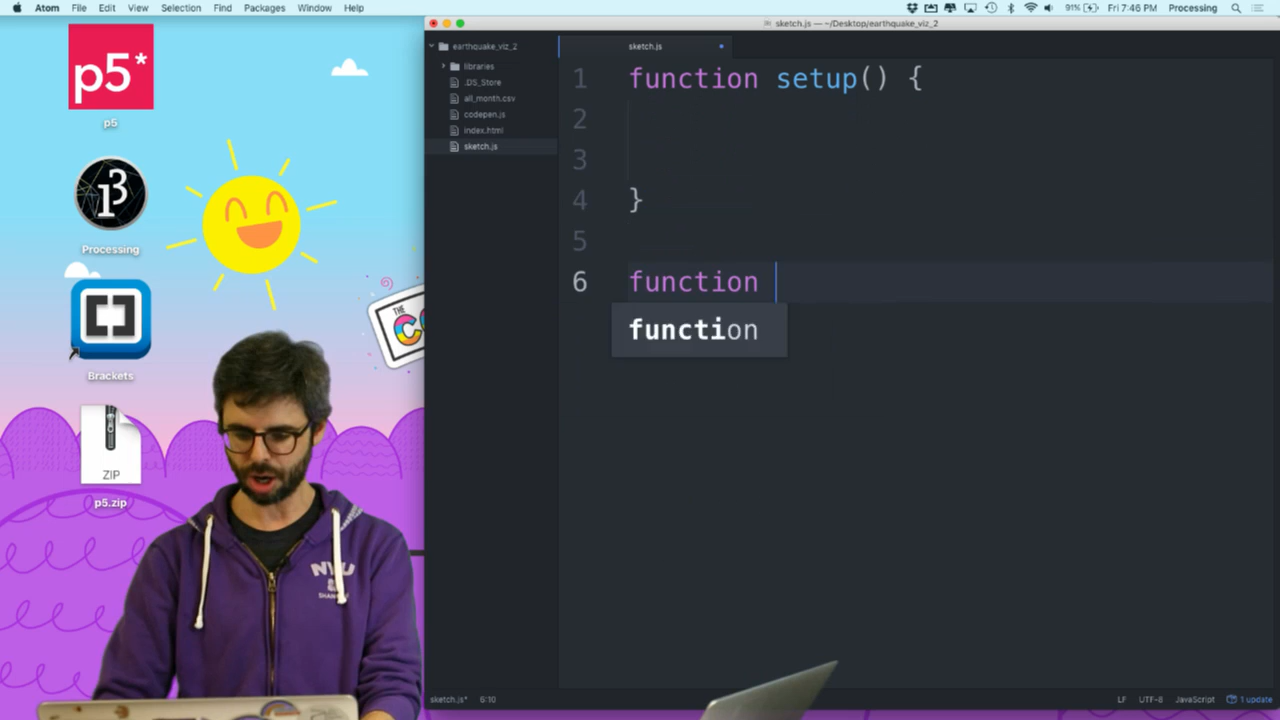 Atom File Edit View Selection Find Packages Window Help
91% Fri 7:46 PM Processing
sketch.js — ~/Desktop/earthquake_viz_2
p5*
p5
Processing
Brackets
ZIP
p5.zip
THE
NYU
earthquake_viz_2
libraries
.DS_Store
all_month.csv
codepen.js
index.html
sketch.js
sketch.js
1 function setup() {
2
3
4 }
5
6 function
function
sketch.js* 6:10
LF UTF-8 JavaScript 1 update